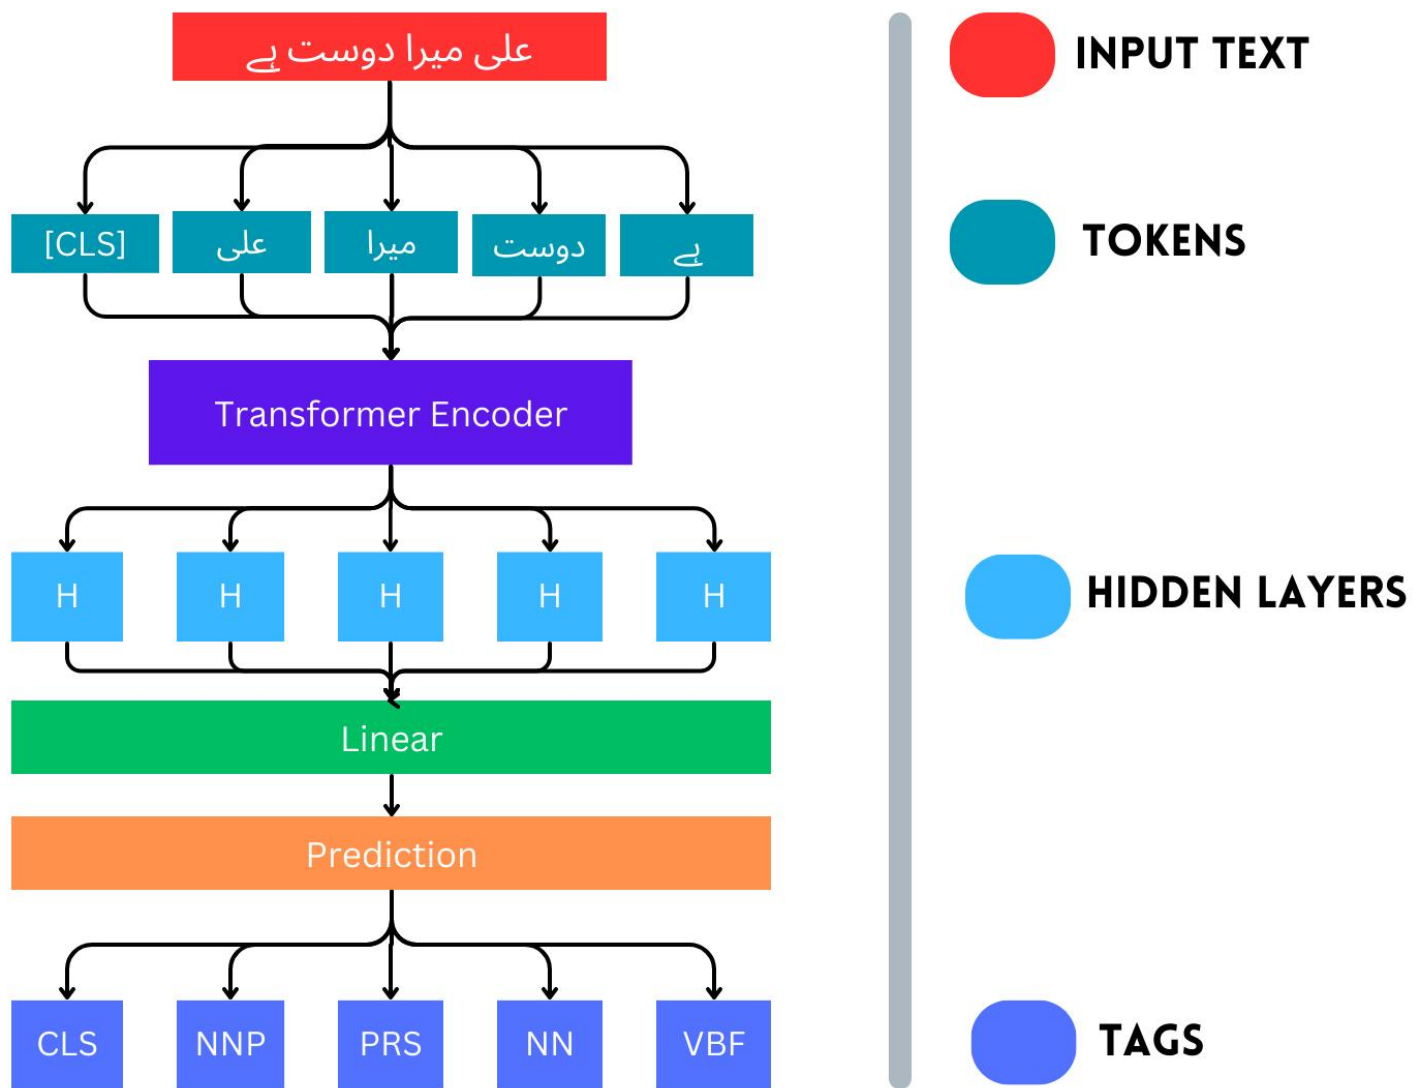 علی میرا دوست ہے
INPUT TEXT
[CLS] علی میرا دوست ہے
TOKENS
Transformer Encoder
H H H H H
HIDDEN LAYERS
Linear
Prediction
CLS NNP PRS NN VBF
TAGS